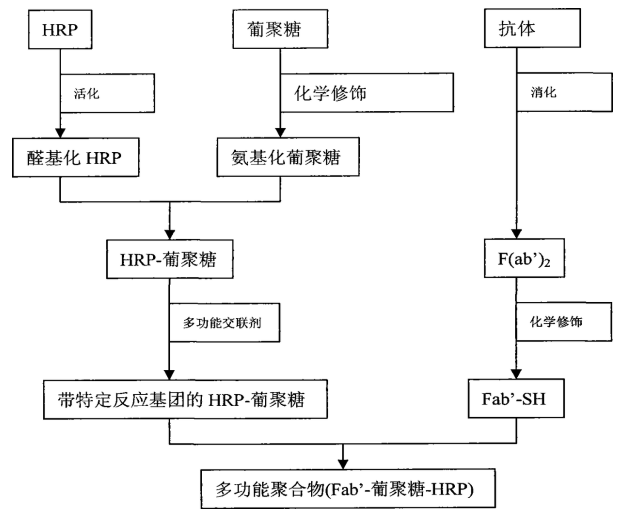 HRP
葡聚糖
抗体
活化
化学修饰
消化
醛基化 HRP
氨基化葡聚糖
HRP-葡聚糖
F(ab’)₂
多功能交联剂
化学修饰
带特定反应基团的 HRP-葡聚糖
Fab’-SH
多功能聚合物(Fab’-葡聚糖-HRP)